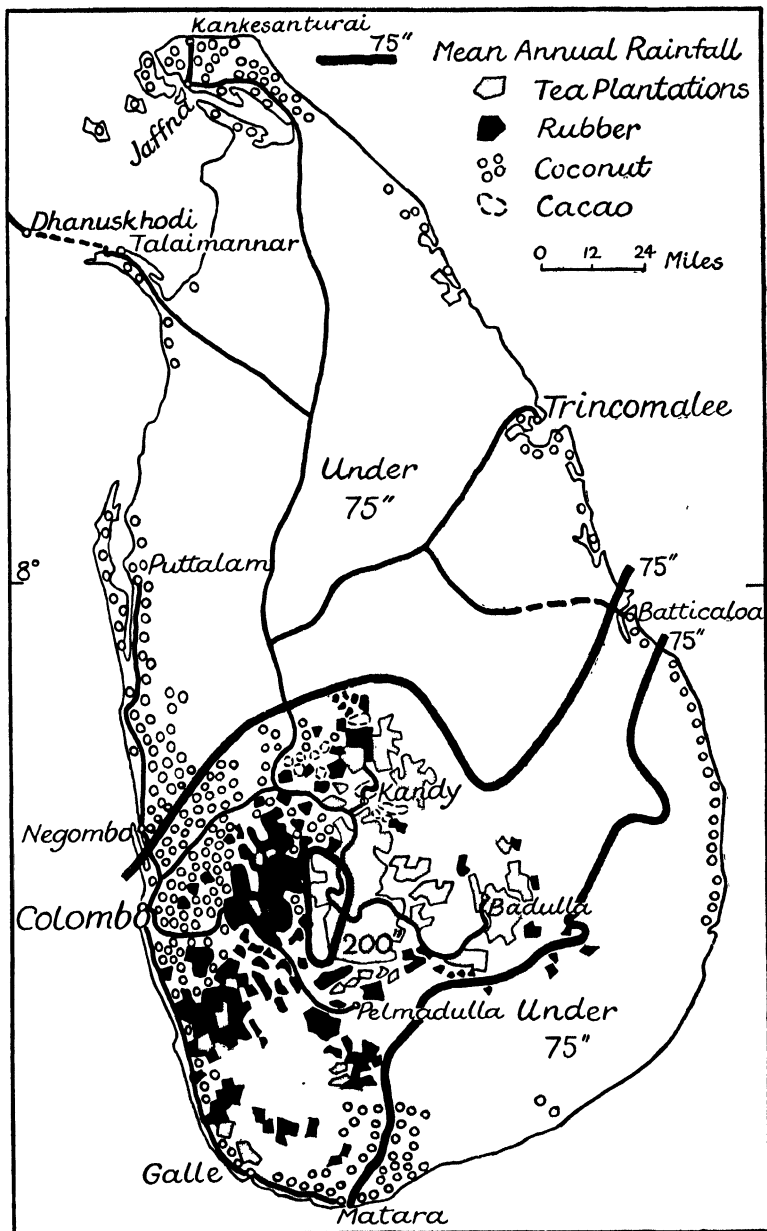 Kankesanturai
75"
Mean Annual Rainfall
Tea Plantations
Rubber
Coconut
Cacao
0 12 24 Miles
Jaffna
Dhanuskhodi
Talaimannar
Trincomalee
Under
75"
8°
Puttalam
75"
Batticaloa
75"
Kandy
Negombo
Colombo
Badulla
200"
Pelmadulla
Under
75"
Galle
Matara